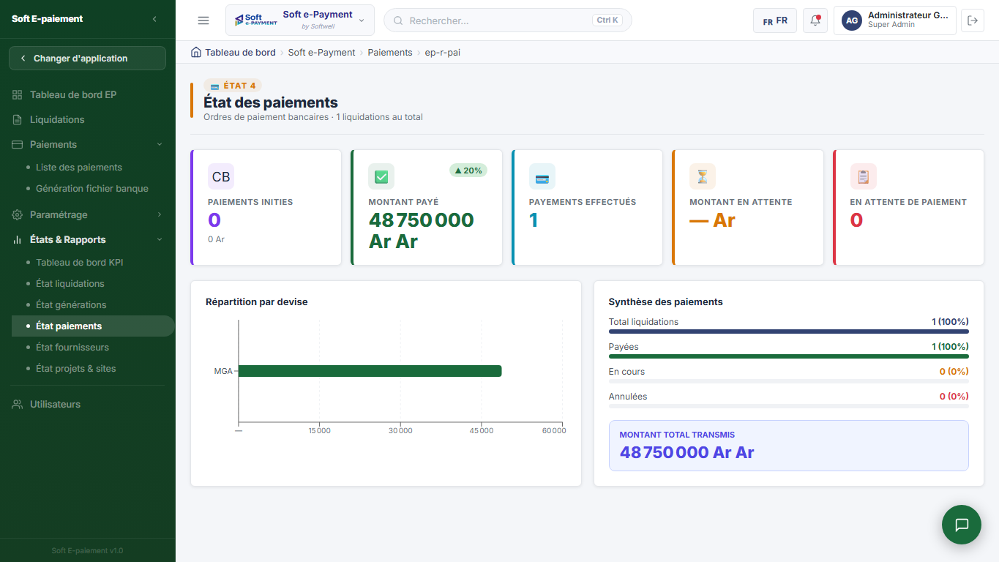 Soft E-paiement
Changer d'application
Tableau de bord EP
Liquidations
Paiements
Liste des paiements
Génération fichier banque
Paramétrage
États & Rapports
Tableau de bord KPI
État liquidations
État générations
État paiements
État fournisseurs
État projets & sites
Utilisateurs
Soft E-paiement v1.0
Soft
e-PAYMENT
Soft e-Payment
by Softwell
Rechercher...
Ctrl K
FR FR
AG
Administrateur G...
Super Admin
Tableau de bord › Soft e-Payment › Paiements › ep-r-pai
ÉTAT 4
État des paiements
Ordres de paiement bancaires · 1 liquidations au total
CB
PAIEMENTS INITIES
0
0 Ar
▲ 20%
MONTANT PAYÉ
48 750 000
Ar Ar
PAYEMENTS EFFECTUÉS
1
MONTANT EN ATTENTE
— Ar
EN ATTENTE DE PAIEMENT
0
Répartition par devise
MGA
— 15 000 30 000 45 000 60 000
Synthèse des paiements
Total liquidations 1 (100%)
Payées 1 (100%)
En cours 0 (0%)
Annulées 0 (0%)
MONTANT TOTAL TRANSMIS
48 750 000 Ar Ar